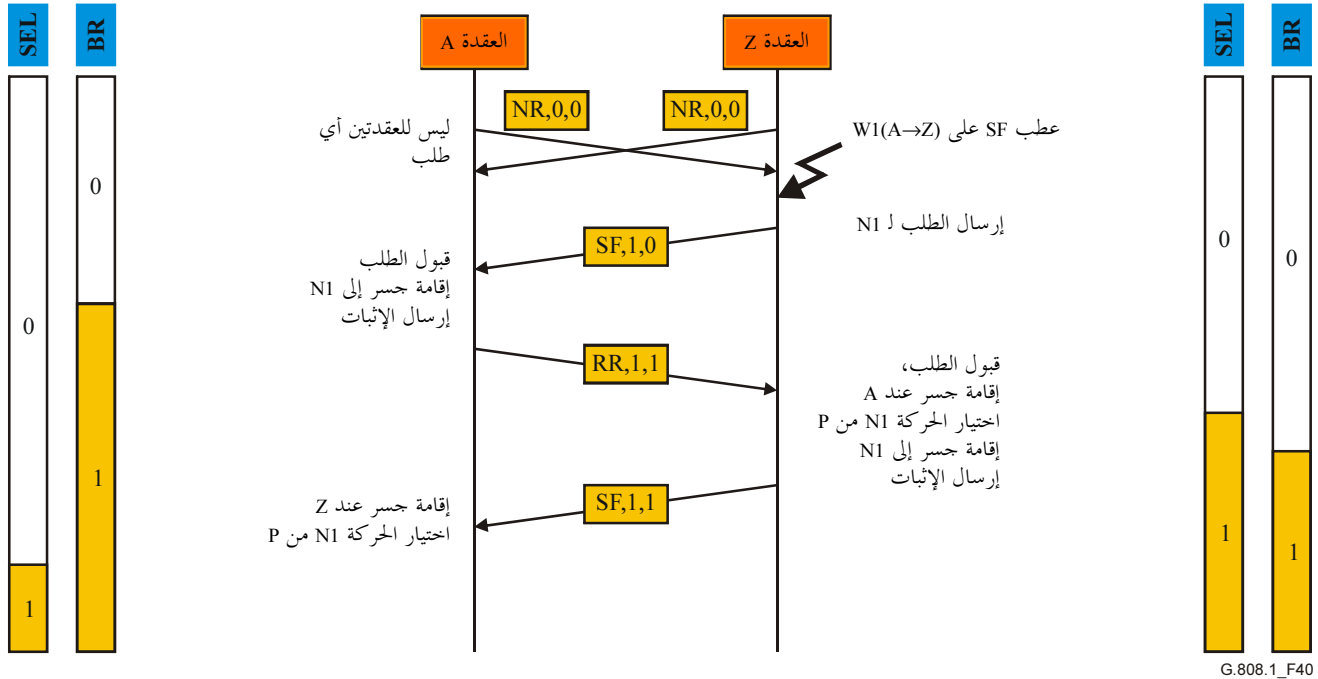 SEL
BR
العقدة A
العقدة Z
SEL
BR
NR,0,0
NR,0,0
ليس للعقدتين أي
طلب
عطب SF على W1(A→Z)
0
إرسال الطلب لـ N1
SF,1,0
0
0
قبول الطلب
إقامة جسر إلى N1
إرسال الإثبات
0
RR,1,1
قبول الطلب،
إقامة جسر عند A
اختيار الحركة N1 من P
إقامة جسر إلى N1
إرسال الإثبات
1
SF,1,1
إقامة جسر عند Z
اختيار الحركة N1 من P
1
1
1
G.808.1_F40